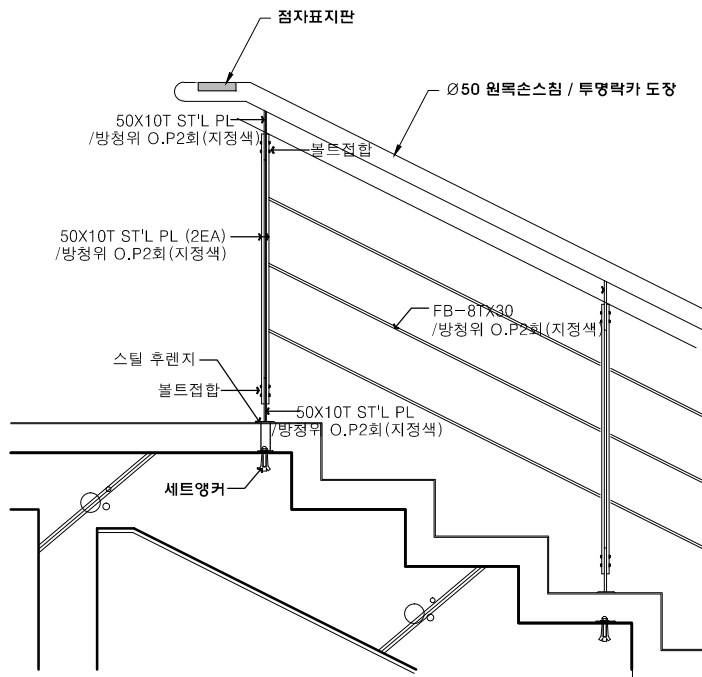 점자표지판
Ø50 원목손스침 / 투명락카 도장
50X10T ST'L PL
/방청위 O.P2회(지정색)
볼트접합
50X10T ST'L PL (2EA)
/방청위 O.P2회(지정색)
FB-8TX30
/방청위 O.P2회(지정색)
스틸 후렌지
볼트접합
50X10T ST'L PL
/방청위 O.P2회(지정색)
세트앵커